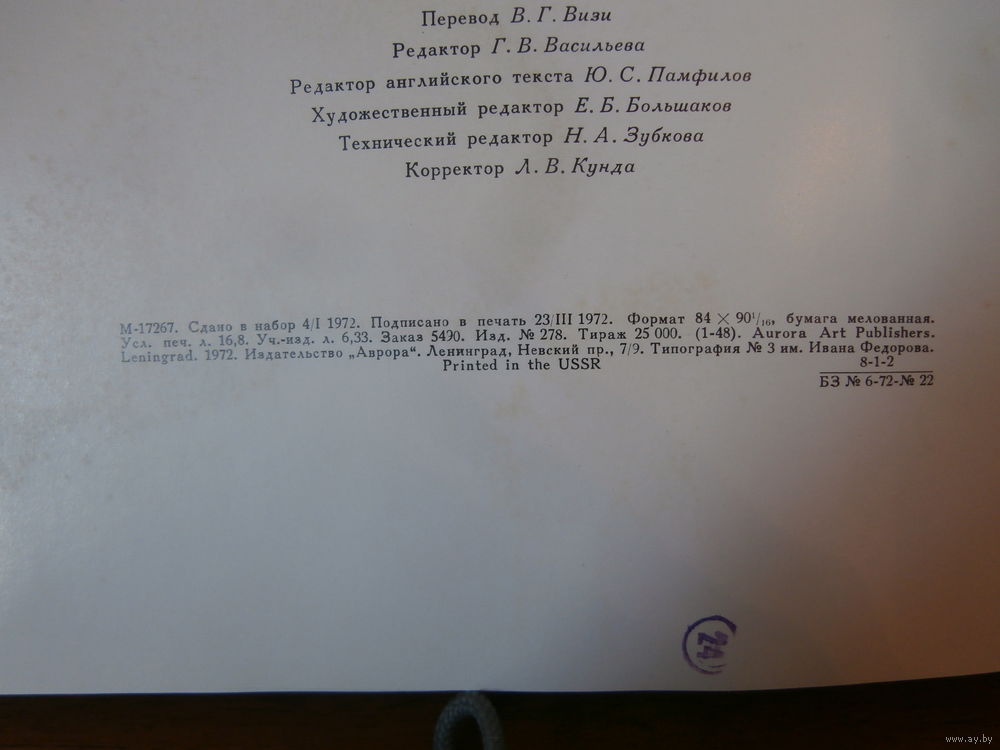 Перевод В. Г. Визи
Редактор Г. В. Васильева
Редактор английского текста Ю. С. Памфилов
Художественный редактор Е. Б. Большаков
Технический редактор Н. А. Зубкова
Корректор Л. В. Кунда
М-17267. Сдано в набор 4/I 1972. Подписано в печать 23/III 1972. Формат 84 × 90¹/₁₆, бумага мелованная.
Усл. печ. л. 16,8. Уч.-изд. л. 6,33. Заказ 5490. Изд. № 278. Тираж 25 000. (1-48). Aurora Art Publishers.
Leningrad. 1972. Издательство „Аврора“. Ленинград, Невский пр., 7/9. Типография № 3 им. Ивана Федорова.
Printed in the USSR
8-1-2
БЗ № 6-72-№ 22
24
www.ay.by